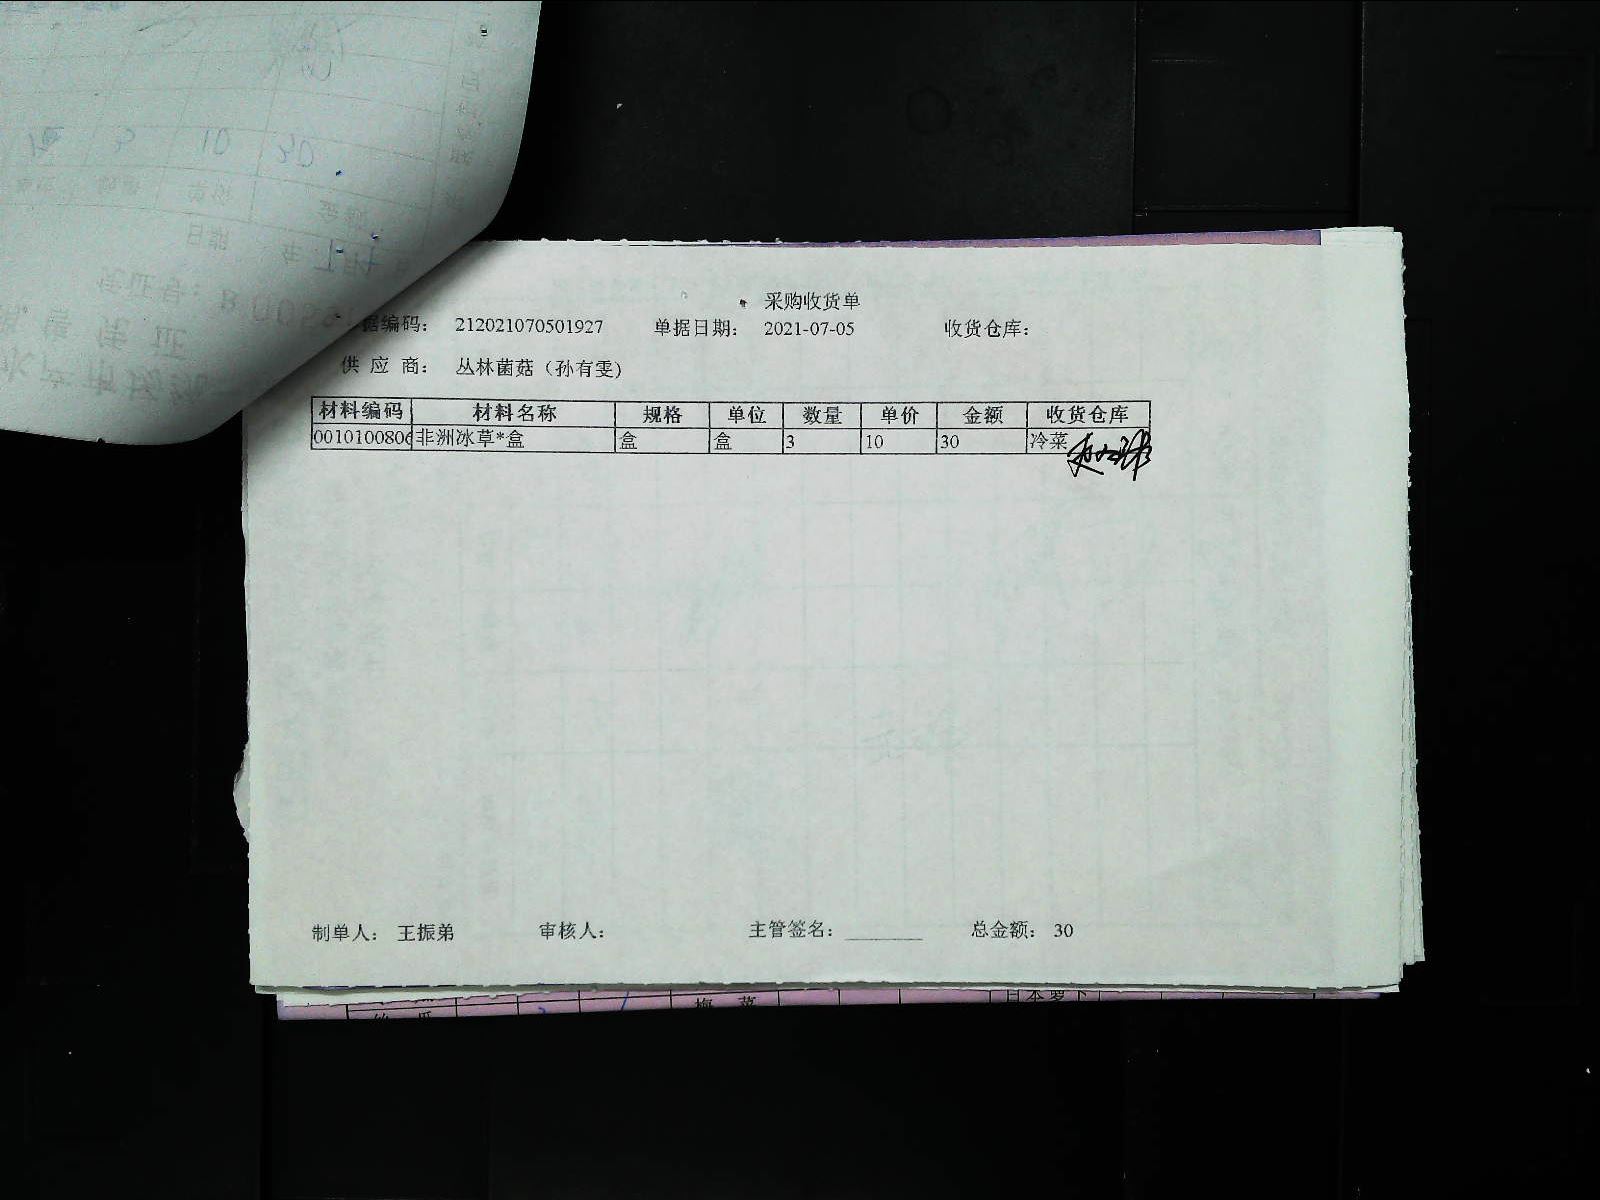 采购收货单
据编码： 212021070501927 单据日期： 2021-07-05 收货仓库：
供 应 商： 丛林菌菇（孙有雯）
材料编码 材料名称 规格 单位 数量 单价 金额 收货仓库
0010100806 非洲冰草*盒 盒 盒 3 10 30 冷菜
制单人： 王振弟 审核人： 主管签名： 总金额： 30